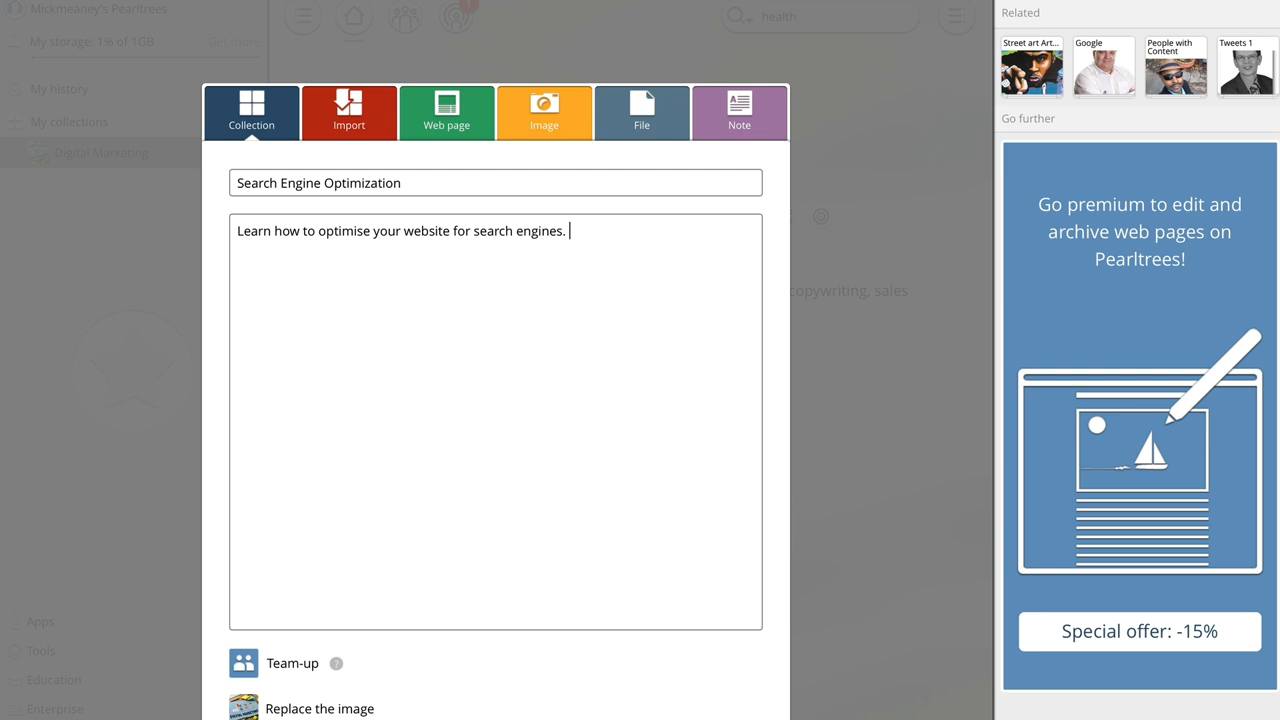 Mickmeaney's Pearltrees
My storage: 1% of 1GB
Get more
My history
My collections
Digital Marketing
Apps
Tools
Education
Enterprise
1
health
Collection
Import
Web page
Image
File
Note
Search Engine Optimization
Learn how to optimise your website for search engines.
copywriting, sales
Team-up
?
Replace the image
Related
Street art Art...
Google
People with
Content
Tweets 1
Go further
Go premium to edit and
archive web pages on
Pearltrees!
Special offer: -15%